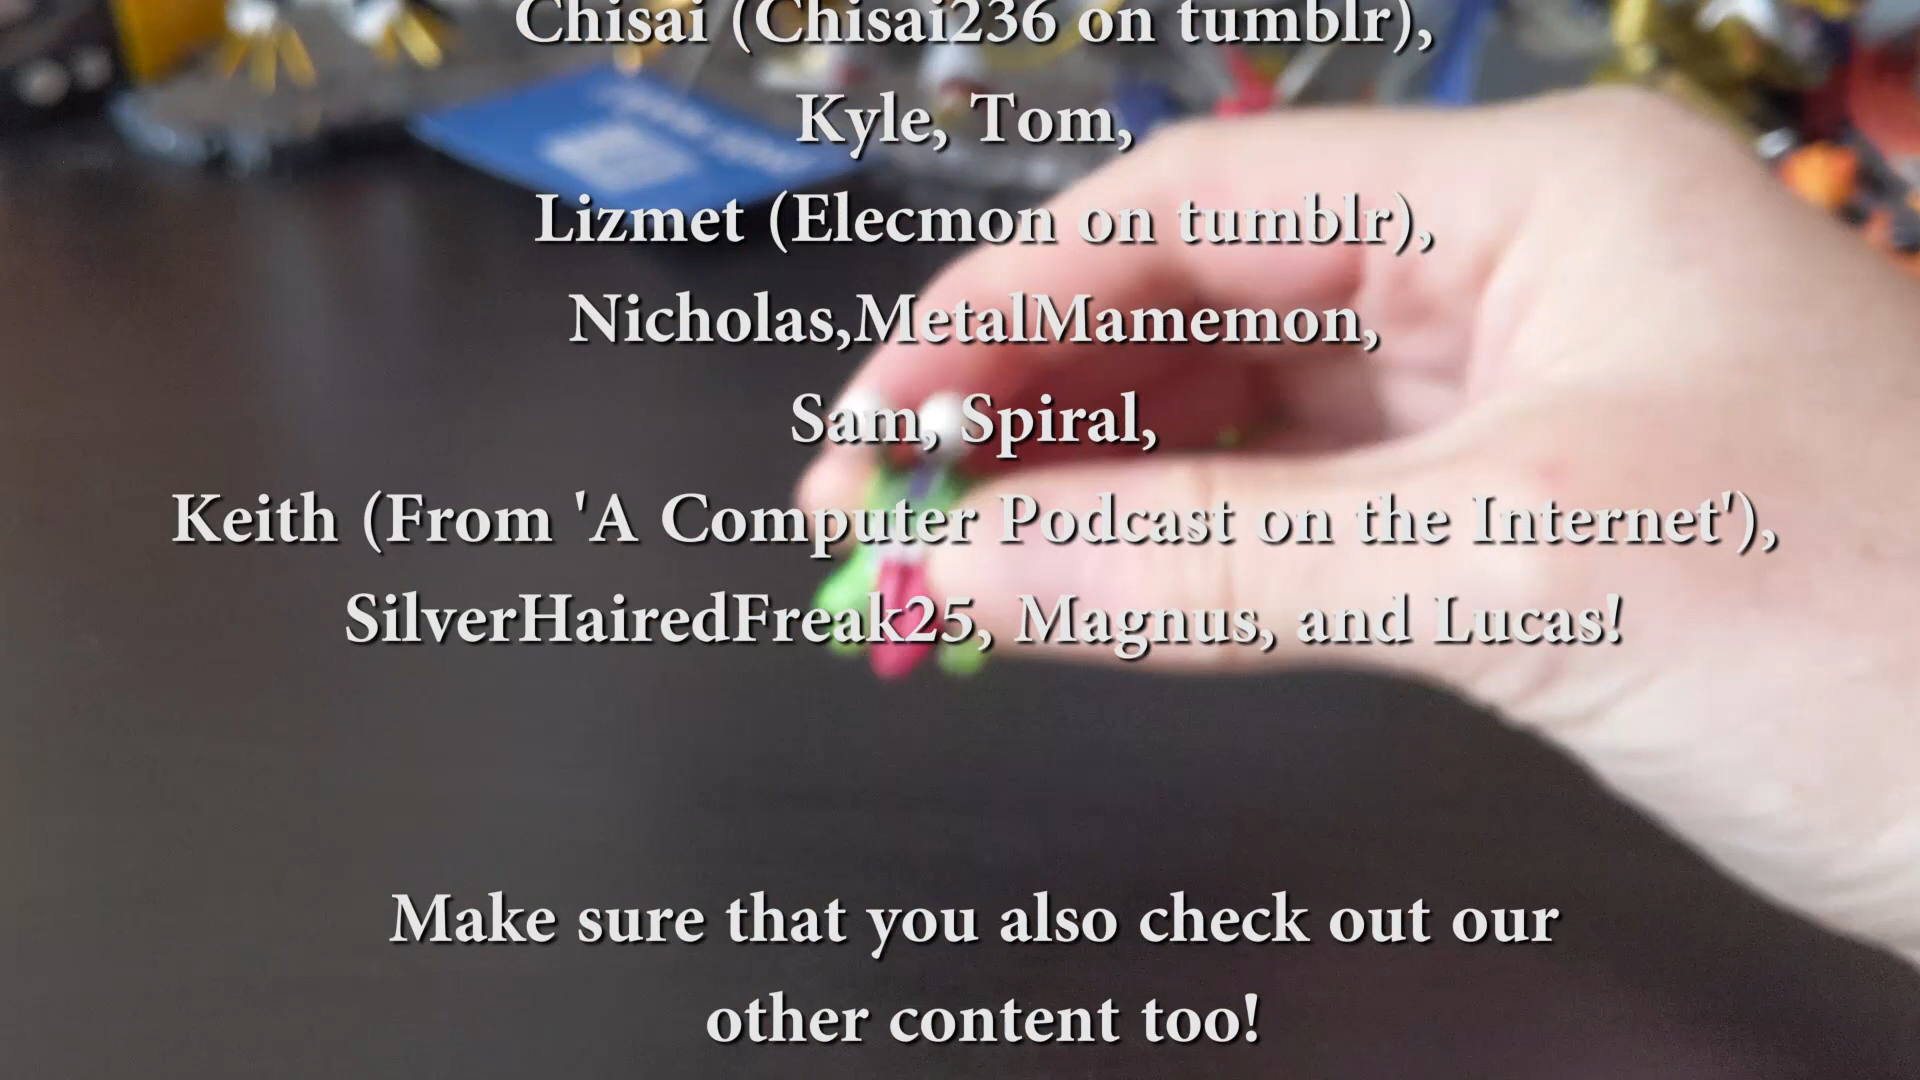 Chisai (Chisai236 on tumblr),
Kyle, Tom,
Lizmet (Elecmon on tumblr),
Nicholas,MetalMamemon,
Sam, Spiral,
Keith (From 'A Computer Podcast on the Internet'),
SilverHairedFreak25, Magnus, and Lucas!
Make sure that you also check out our
other content too!